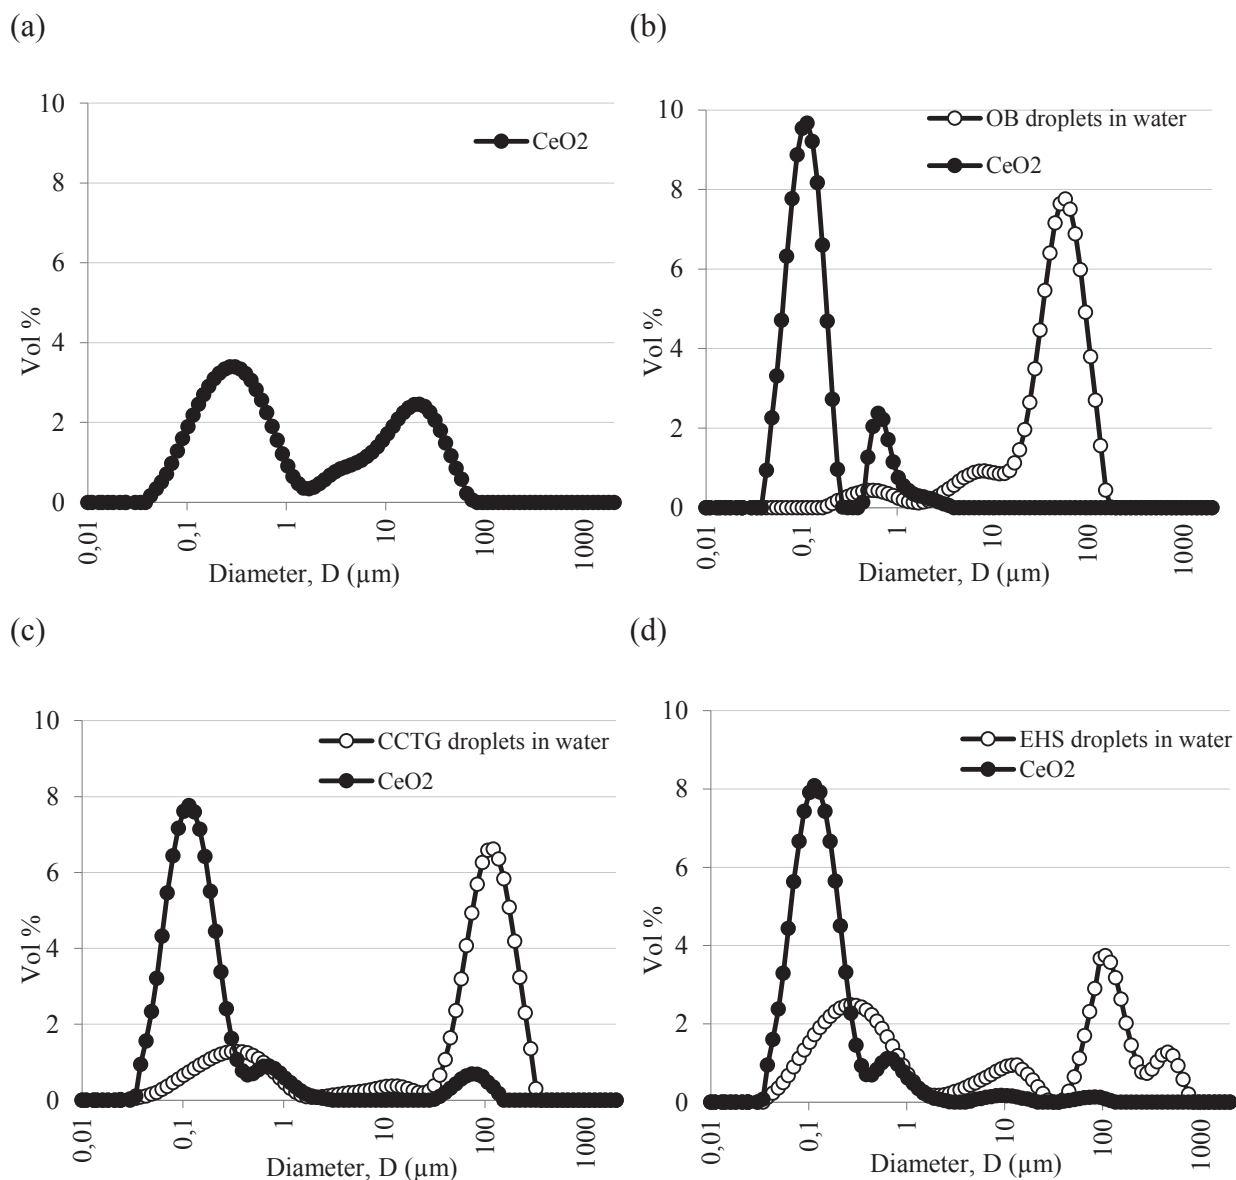 (a)
10
8
6
4
2
0
Vol %
CeO2
0,01
0,1
1
10
100
1000
Diameter, D (µm)
(b)
10
8
6
4
2
0
Vol %
OB droplets in water
CeO2
0,01
0,1
1
10
100
1000
Diameter, D (µm)
(c)
10
8
6
4
2
0
Vol %
CCTG droplets in water
CeO2
0,01
0,1
1
10
100
1000
Diameter, D (µm)
(d)
10
8
6
4
2
0
Vol %
EHS droplets in water
CeO2
0,01
0,1
1
10
100
1000
Diameter, D (µm)